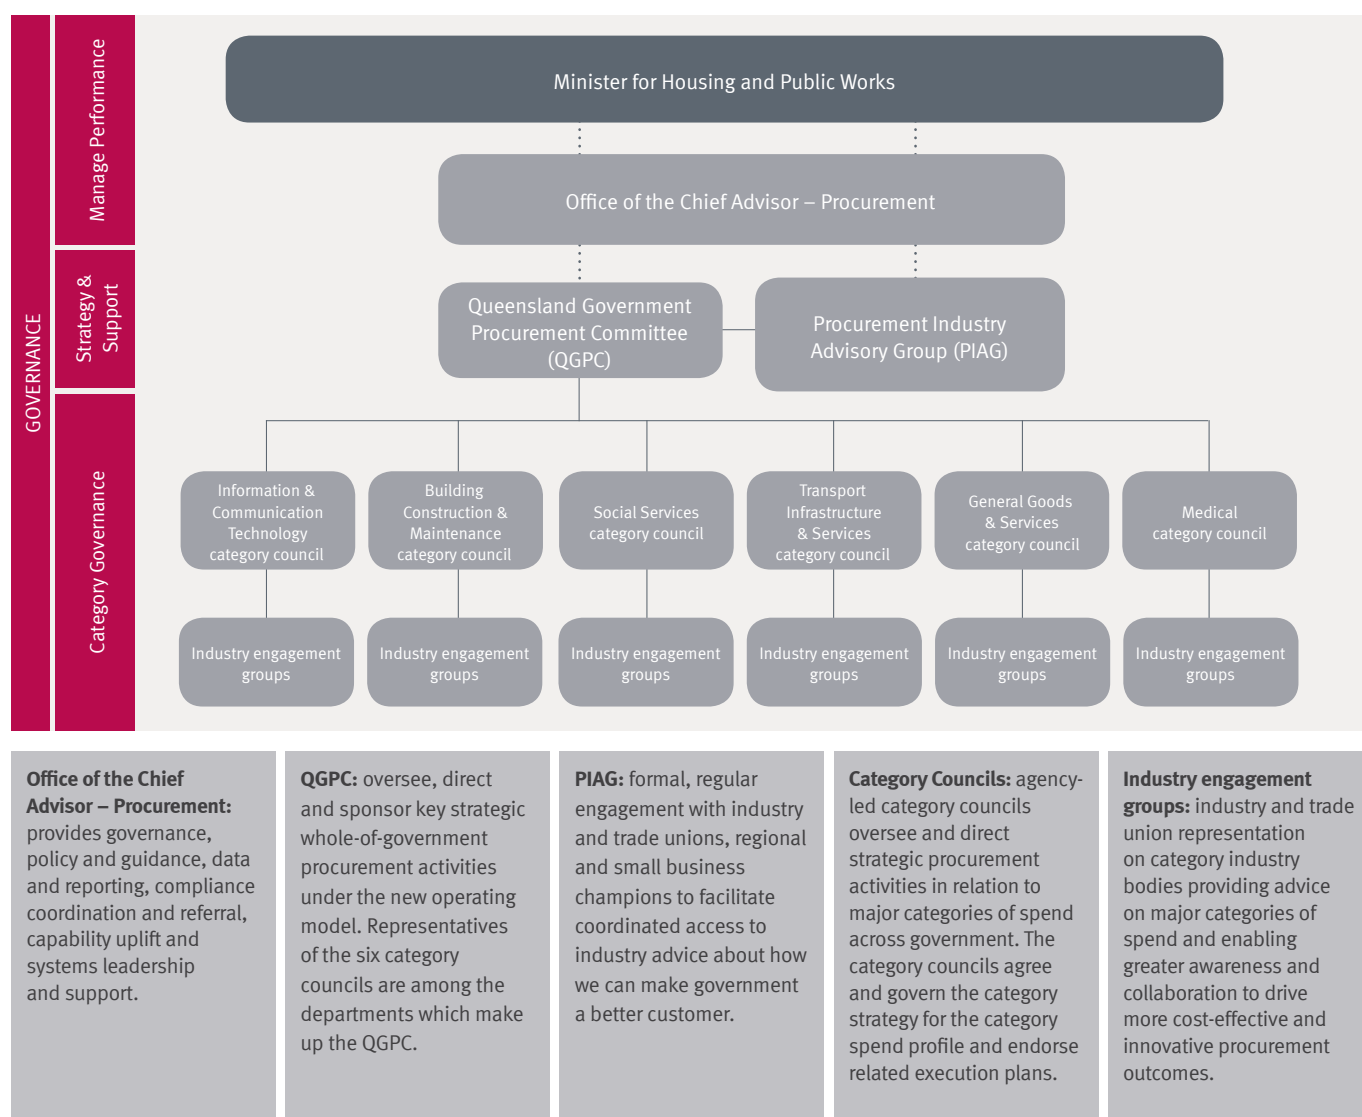 GOVERNANCE
Manage Performance
Minister for Housing and Public Works
Office of the Chief Advisor – Procurement
Strategy &
Support
Queensland Government
Procurement Committee
(QGPC)
Procurement Industry
Advisory Group (PIAG)
Category Governance
Information &
Communication
Technology
category council
Building
Construction &
Maintenance
category council
Social Services
category council
Transport
Infrastructure
& Services
category council
General Goods
& Services
category council
Medical
category council
Industry engagement
groups
Industry engagement
groups
Industry engagement
groups
Industry engagement
groups
Industry engagement
groups
Industry engagement
groups
Office of the Chief
Advisor – Procurement:
provides governance,
policy and guidance, data
and reporting, compliance
coordination and referral,
capability uplift and
systems leadership
and support.
QGPC: oversee, direct
and sponsor key strategic
whole-of-government
procurement activities
under the new operating
model. Representatives
of the six category
councils are among the
departments which make
up the QGPC.
PIAG: formal, regular
engagement with industry
and trade unions, regional
and small business
champions to facilitate
coordinated access to
industry advice about how
we can make government
a better customer.
Category Councils: agency-
led category councils
oversee and direct
strategic procurement
activities in relation to
major categories of spend
across government. The
category councils agree
and govern the category
strategy for the category
spend profile and endorse
related execution plans.
Industry engagement
groups: industry and trade
union representation
on category industry
bodies providing advice
on major categories of
spend and enabling
greater awareness and
collaboration to drive
more cost-effective and
innovative procurement
outcomes.